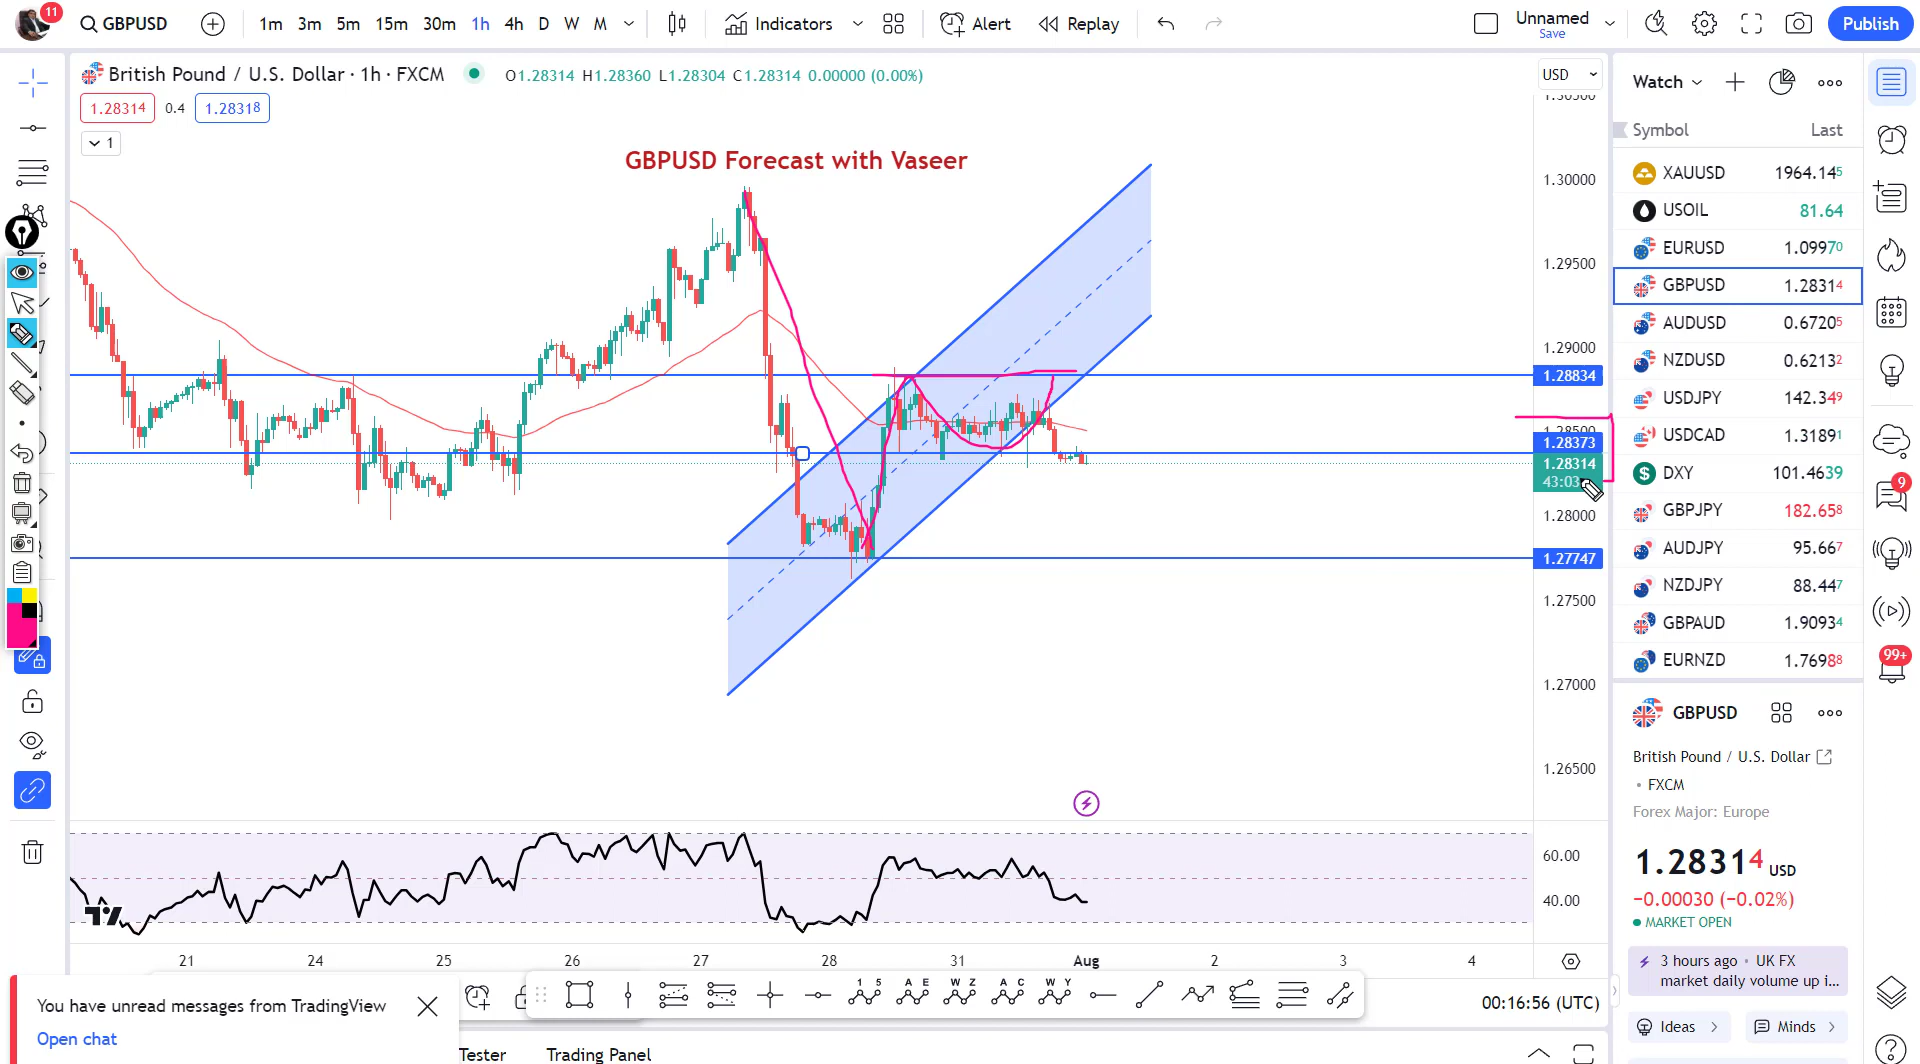 11
GBPUSD
1m 3m 5m 15m 30m 1h 4h D W M
Indicators
Alert
Replay
Unnamed
Save
Publish
British Pound / U.S. Dollar · 1h · FXCM
O1.28314 H1.28360 L1.28304 C1.28314 0.00000 (0.00%)
USD
1.28314 0.4 1.28318
1
GBPUSD Forecast with Vaseer
1.30000
1.29500
1.29000
1.28834
1.28500
1.28373
1.28314
1.28000
1.27747
1.27500
1.27000
1.26500
60.00
40.00
21 24 25 26 27 28 31 Aug 2 3 4
Watch
Symbol Last
XAUUSD 1964.145
USOIL 81.64
EURUSD 1.09970
GBPUSD 1.28314
AUDUSD 0.67205
NZDUSD 0.62132
USDJPY 142.349
USDCAD 1.31891
DXY 101.4639
GBPJPY 182.658
AUDJPY 95.667
NZDJPY 88.447
GBPAUD 1.90934
EURNZD 1.76988
9
99+
GBPUSD
British Pound / U.S. Dollar
• FXCM
Forex Major: Europe
1.28314 USD
−0.00030 (−0.02%)
MARKET OPEN
3 hours ago • UK FX
market daily volume up i...
Ideas
Minds
You have unread messages from TradingView
Open chat
1 5
A E
W Z
A C
W Y
00:16:56 (UTC)
Tester
Trading Panel